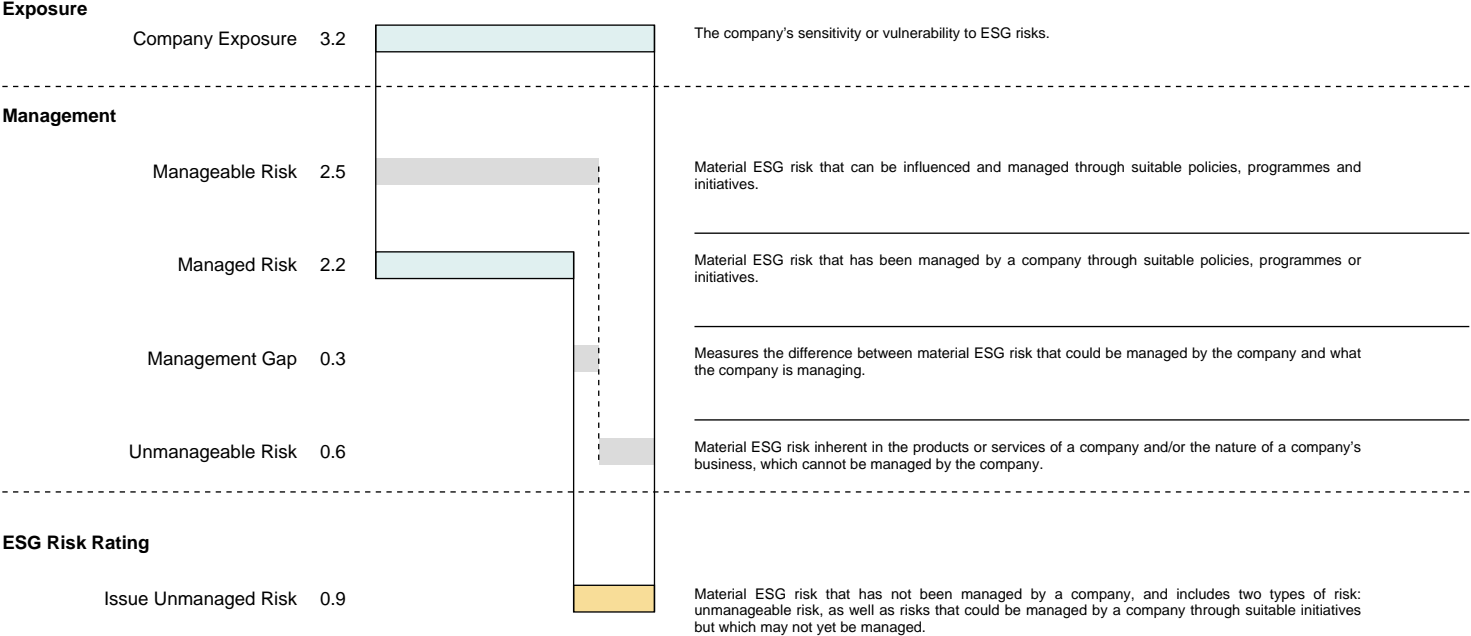 Exposure
Company Exposure 3.2
The company’s sensitivity or vulnerability to ESG risks.
Management
Manageable Risk 2.5
Material ESG risk that can be influenced and managed through suitable policies, programmes and
initiatives.
Managed Risk 2.2
Material ESG risk that has been managed by a company through suitable policies, programmes or
initiatives.
Management Gap 0.3
Measures the difference between material ESG risk that could be managed by the company and what
the company is managing.
Unmanageable Risk 0.6
Material ESG risk inherent in the products or services of a company and/or the nature of a company’s
business, which cannot be managed by the company.
ESG Risk Rating
Issue Unmanaged Risk 0.9
Material ESG risk that has not been managed by a company, and includes two types of risk:
unmanageable risk, as well as risks that could be managed by a company through suitable initiatives
but which may not yet be managed.